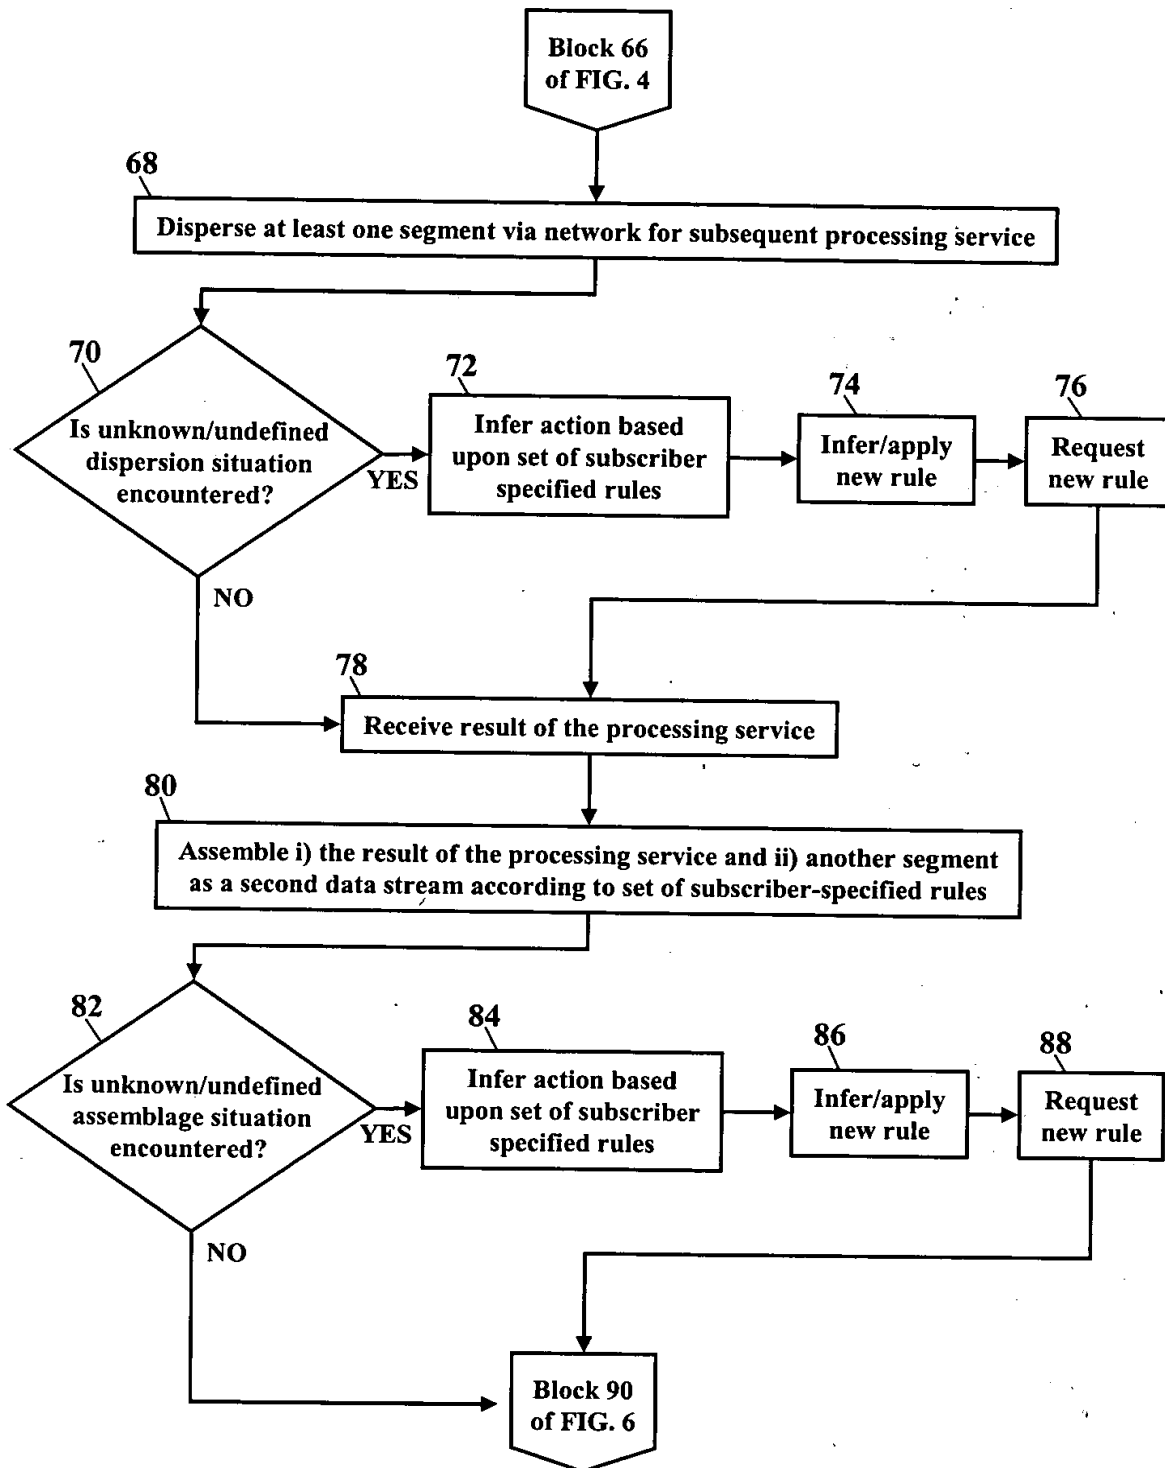 Block 66
of FIG. 4
68
Disperse at least one segment via network for subsequent processing service
70
Is unknown/undefined
dispersion situation
encountered?
YES
NO
72
Infer action based
upon set of subscriber
specified rules
74
Infer/apply
new rule
76
Request
new rule
78
Receive result of the processing service
80
Assemble i) the result of the processing service and ii) another segment
as a second data stream according to set of subscriber-specified rules
82
Is unknown/undefined
assemblage situation
encountered?
YES
NO
84
Infer action based
upon set of subscriber
specified rules
86
Infer/apply
new rule
88
Request
new rule
Block 90
of FIG. 6